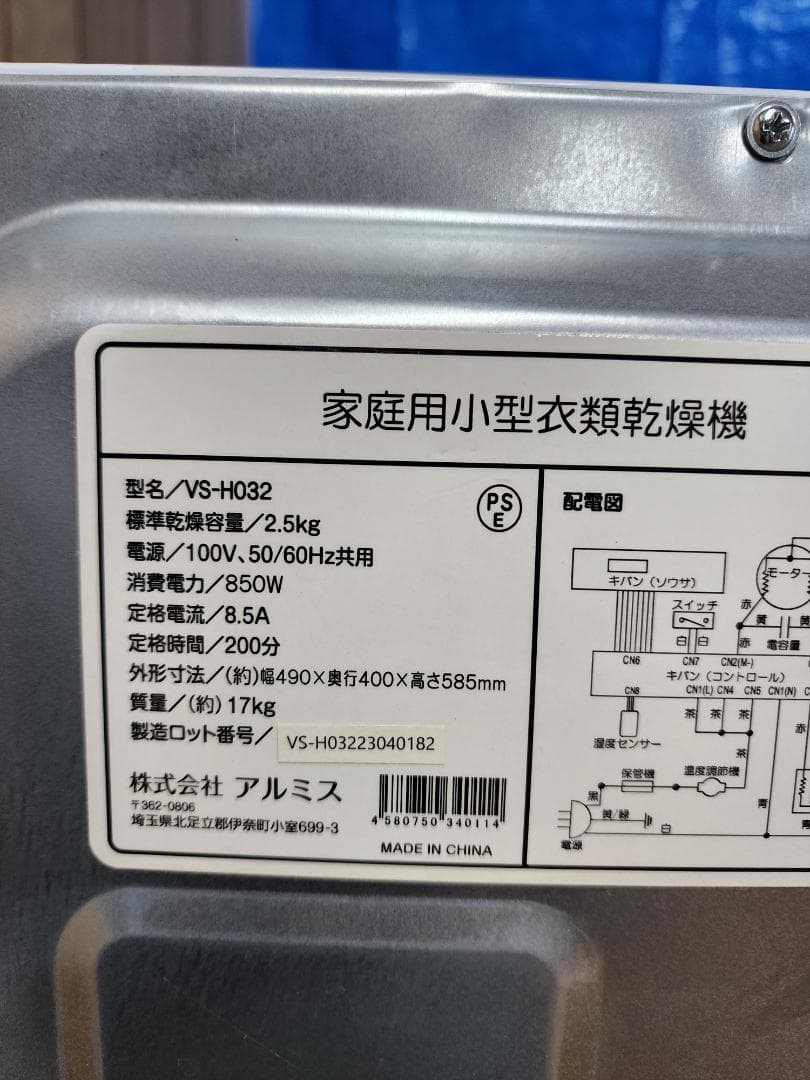 家庭用小型衣類乾燥機
型名/VS-H032
標準乾燥容量/2.5kg
電源/100V、50/60Hz共用
消費電力/850W
定格電流/8.5A
定格時間/200分
外形寸法/(約)幅490×奥行400×高さ585mm
質量/(約)17kg
製造ロット番号/ VS-H03223040182
株式会社 アルミス
〒362-0806
埼玉県北足立郡伊奈町小室699-3
4 580750 340114
MADE IN CHINA
PS
E
配電図
キバン(ソウサ)
モーター
スイッチ
赤
黄
黄
白 白
赤
電容量
CN6 CN7 CN2(M-)
キバン(コントロール)
CN8 CN1(L) CN4 CN5 CN1(N)
茶 茶 茶
赤
湿度センサー
茶
保管機 温度調節機
黒
青
黄/緑
白
電源
青